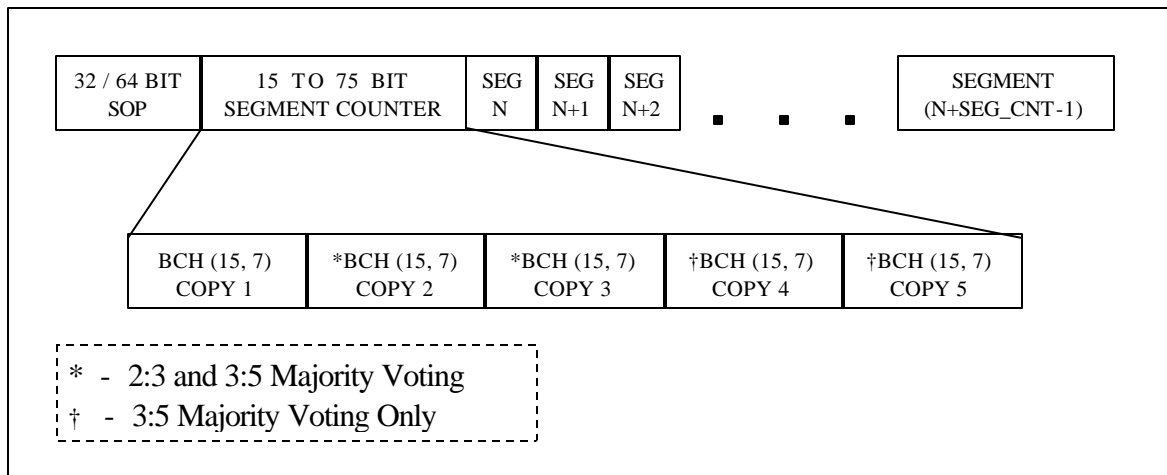 32 / 64 BIT
SOP
15 TO 75 BIT
SEGMENT COUNTER
SEG
N
SEG
N+1
SEG
N+2
. . .
SEGMENT
(N+SEG_CNT-1)
BCH (15, 7)
COPY 1
*BCH (15, 7)
COPY 2
*BCH (15, 7)
COPY 3
†BCH (15, 7)
COPY 4
†BCH (15, 7)
COPY 5
* - 2:3 and 3:5 Majority Voting
† - 3:5 Majority Voting Only